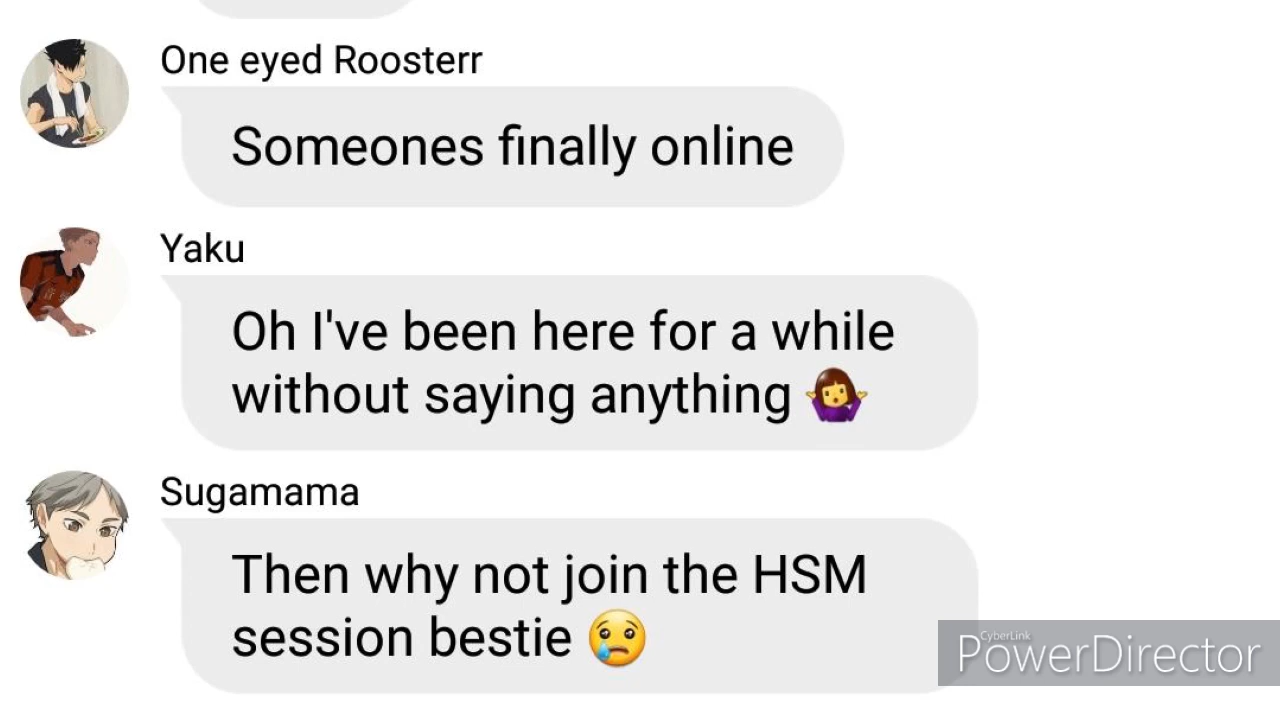 One eyed Roosterr
Someones finally online
Yaku
Oh I've been here for a while
without saying anything 🤷‍♀️
Sugamama
Then why not join the HSM
session bestie 😢
CyberLink
PowerDirector